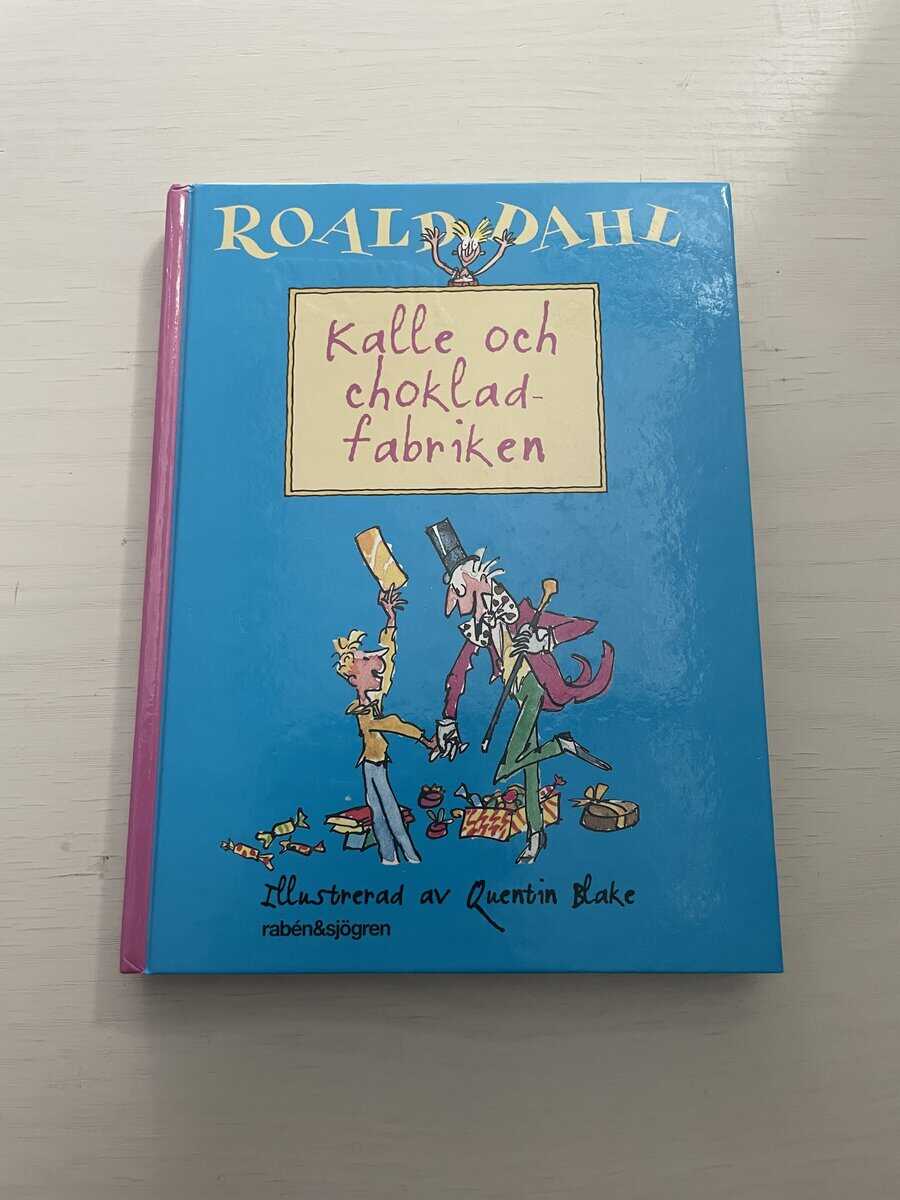 ROALD DAHL
Kalle och
choklad-
fabriken
Illustrerad av Quentin Blake
rabén&sjögren